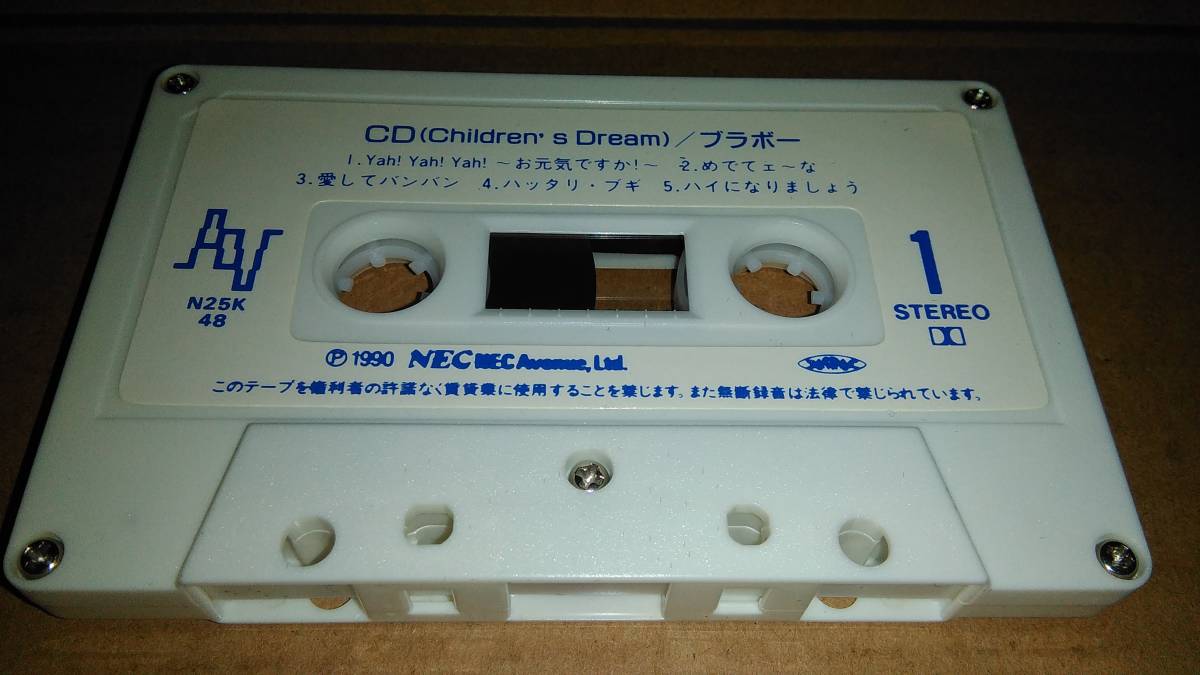 CD(Children's Dream)／ブラボー
1.Yah! Yah! Yah! ～お元気ですか!～ 2.めでてェ～な
3.愛してバンバン 4.ハッタリ・ブギ 5.ハイになりましょう
AV
N25K
48
1
STEREO
Ⓟ1990 NEC NEC Avenue, Ltd.
このテープを権利者の許諾なく賃貸業に使用することを禁じます。また無断録音は法律で禁じられています。